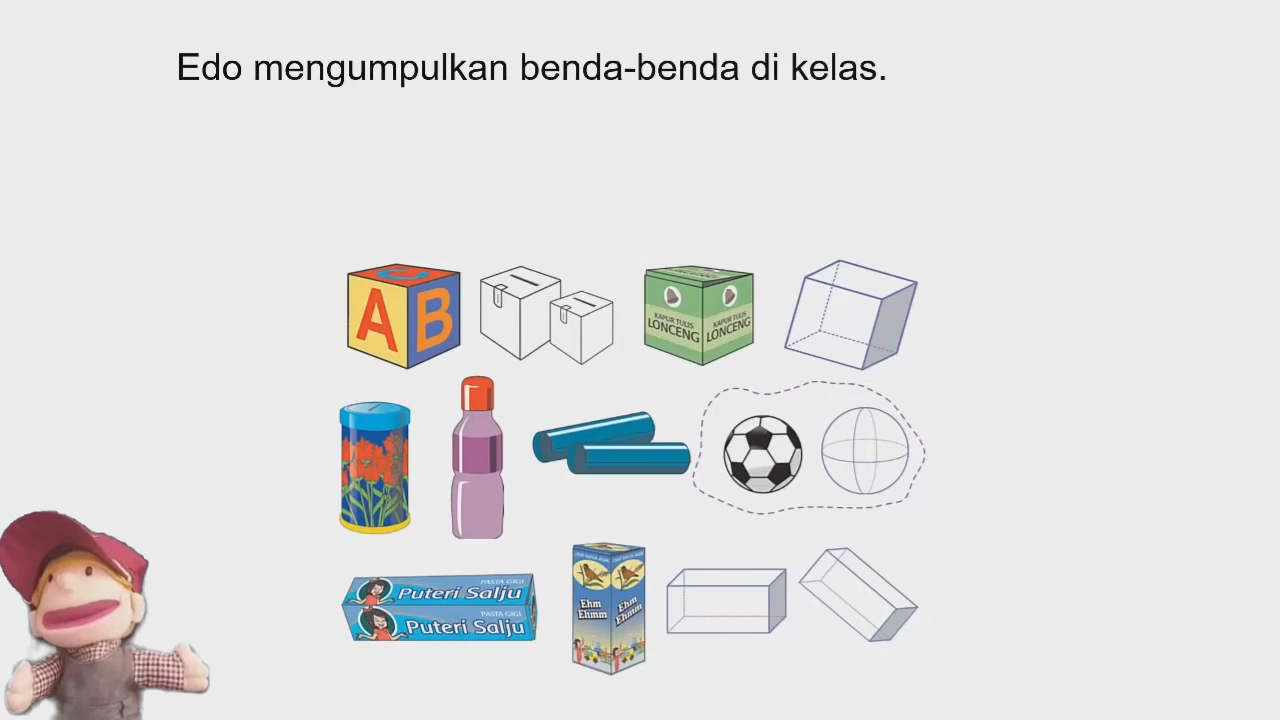 Edo mengumpulkan benda-benda di kelas.
A B
KAPUR TULIS
LONCENG
KAPUR TULIS
LONCENG
PASTA GIGI
Puteri Salju
PASTA GIGI
Puteri Salju
Ehm
Ehmm
Ehm
Ehmmm